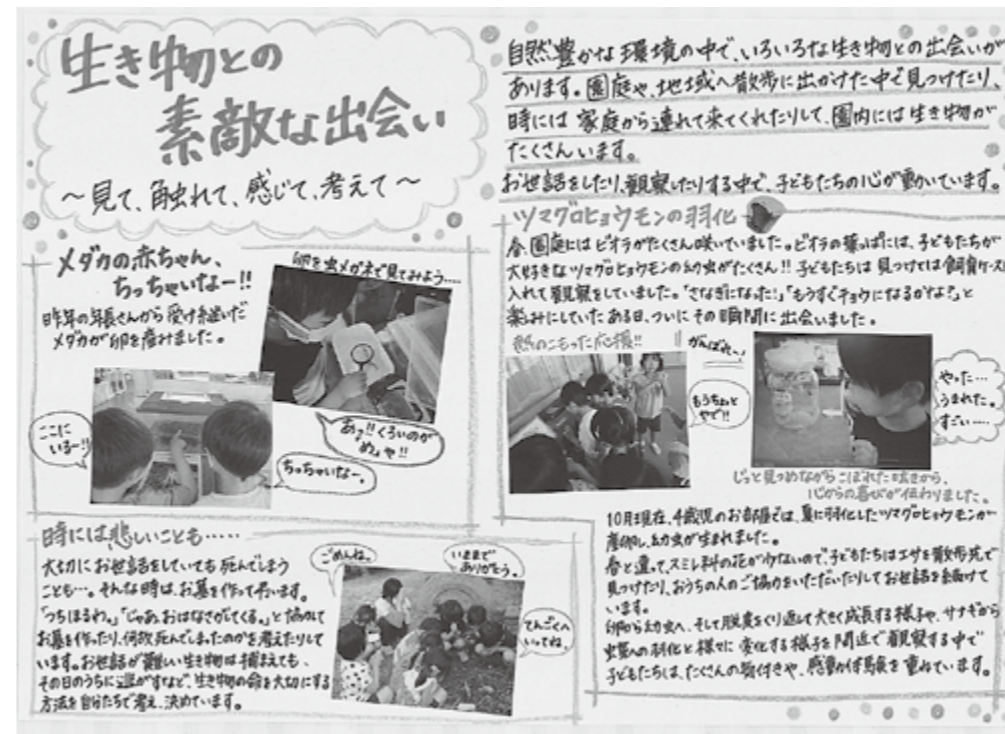 生き物との
素敵な出会い
～見て、触れて、感じて、考えて～
自然豊かな環境の中で、いろいろな生き物との出会いが
あります。園庭や、地域へ散歩に出かけた中で見つけたり、
時には家庭から連れて来てくれたりして、園内には生き物が
たくさんいます。
お世話をしたり、観察したりする中で、子どもたちの心が動いています。
メダカの赤ちゃん、
ちっちゃいなー!!
昨年の年長さんから受け継いだ
メダカが卵を産みました。
卵を虫メガネで見てみよう……
ここに
いるー!!
あっ!!くろいのが
めぇや!!
ちっちゃいなー。
ツマグロヒョウモンの羽化
春、園庭にはビオラがたくさん咲いていました。ビオラの葉っぱには、子どもたちが
大好きなツマグロヒョウモンの幼虫がたくさん!!子どもたちは見つけては飼育ケースに
入れて観察をしていました。「さなぎになった!」「もうすぐチョウになるかなぁ?」と
楽しみにしていたある日、ついにその瞬間に出会いました。
熱のこもった応援!!
がんばれー!
もうちょっと
やで!!
やった…
うまれた。
すごい……
じっと見つめながらこぼれた呟きから、
心からの喜びが伝わりました。
10月現在、4歳児のお部屋では、夏に羽化したツマグロヒョウモンが
産卵し、幼虫が生まれました。
春と違って、スミレ科の花が少ないので、子どもたちはエサを散歩先で
見つけたり、おうちの人のご協力をいただいたりしてお世話を続けて
います。
卵から幼虫へ、そして脱皮をくり返して大きく成長する様子や、サナギから
への羽化と様々に変化する様子を間近で観察する中で
子どもたちは、たくさんの気付きや、感動体験を重ねています。
時には悲しいことも……
大切にお世話をしていても死んでしまう
ことも…。そんな時は、お墓を作って弔います。
「つちほるわ。」「じゃあ、おはなさがてくる。」と協力して
お墓を作ったり、何故死んでしまったのかを考えたりして
います。お世話が難しい生き物は捕まえても、
その日のうちに逃がすなど、生き物の命を大切にする
方法を自分たちで考え、決めています。
ごめんね。
いままで
ありがとう。
てんごくへ
いってね。